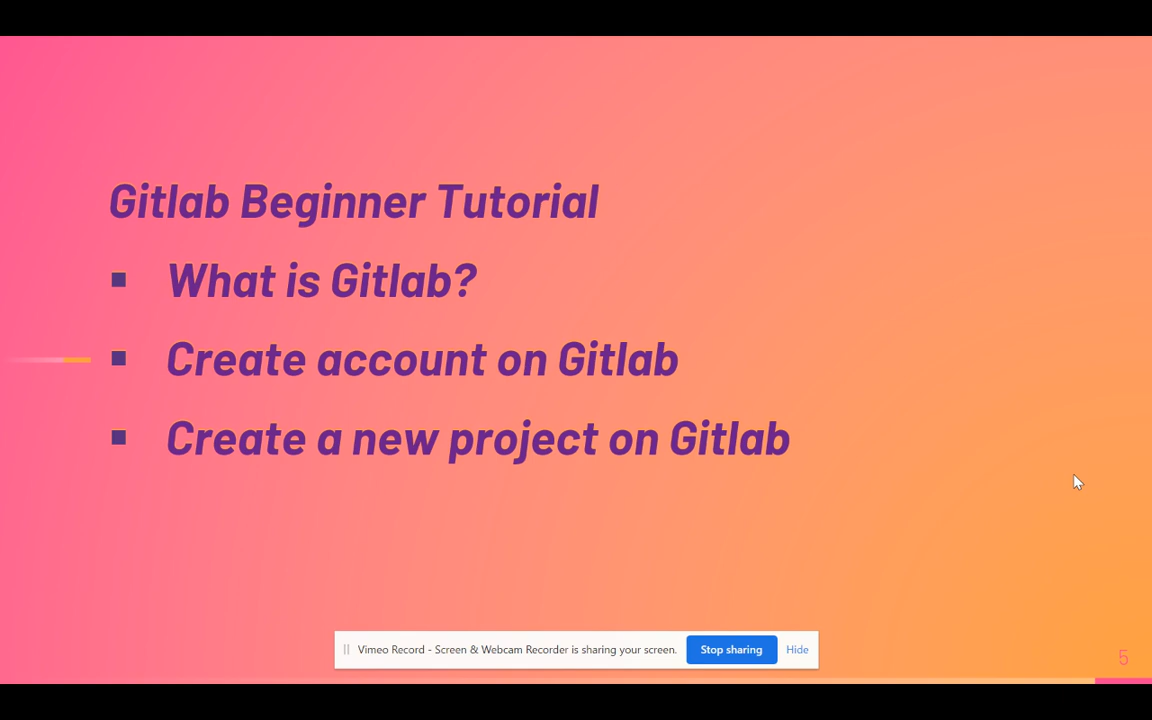 Gitlab Beginner Tutorial
▪ What is Gitlab?
▪ Create account on Gitlab
▪ Create a new project on Gitlab
Vimeo Record - Screen & Webcam Recorder is sharing your screen. Stop sharing Hide
5